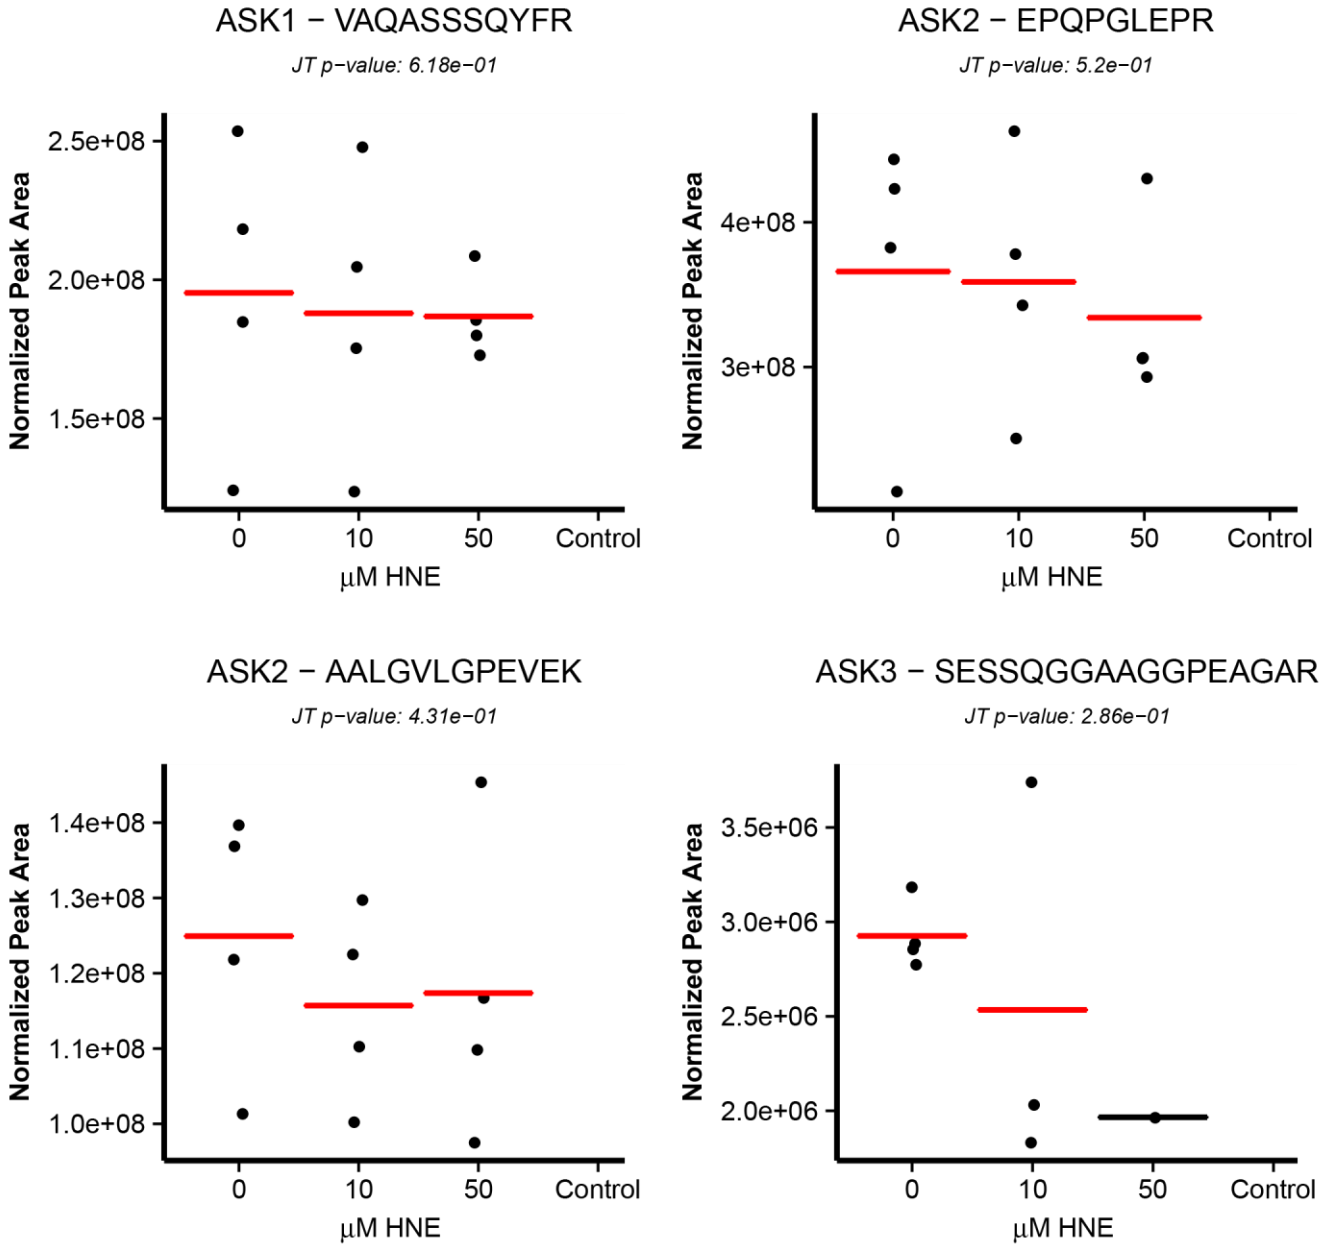 ASK1 − VAQASSSQYFR
JT p−value: 6.18e−01
Normalized Peak Area
2.5e+08
2.0e+08
1.5e+08
0 10 50 Control
μM HNE
ASK2 − EPQPGLEPR
JT p−value: 5.2e−01
Normalized Peak Area
4e+08
3e+08
0 10 50 Control
μM HNE
ASK2 − AALGVLGPEVEK
JT p−value: 4.31e−01
Normalized Peak Area
1.4e+08
1.3e+08
1.2e+08
1.1e+08
1.0e+08
0 10 50 Control
μM HNE
ASK3 − SESSQGGAAGGPEAGAR
JT p−value: 2.86e−01
Normalized Peak Area
3.5e+06
3.0e+06
2.5e+06
2.0e+06
0 10 50 Control
μM HNE